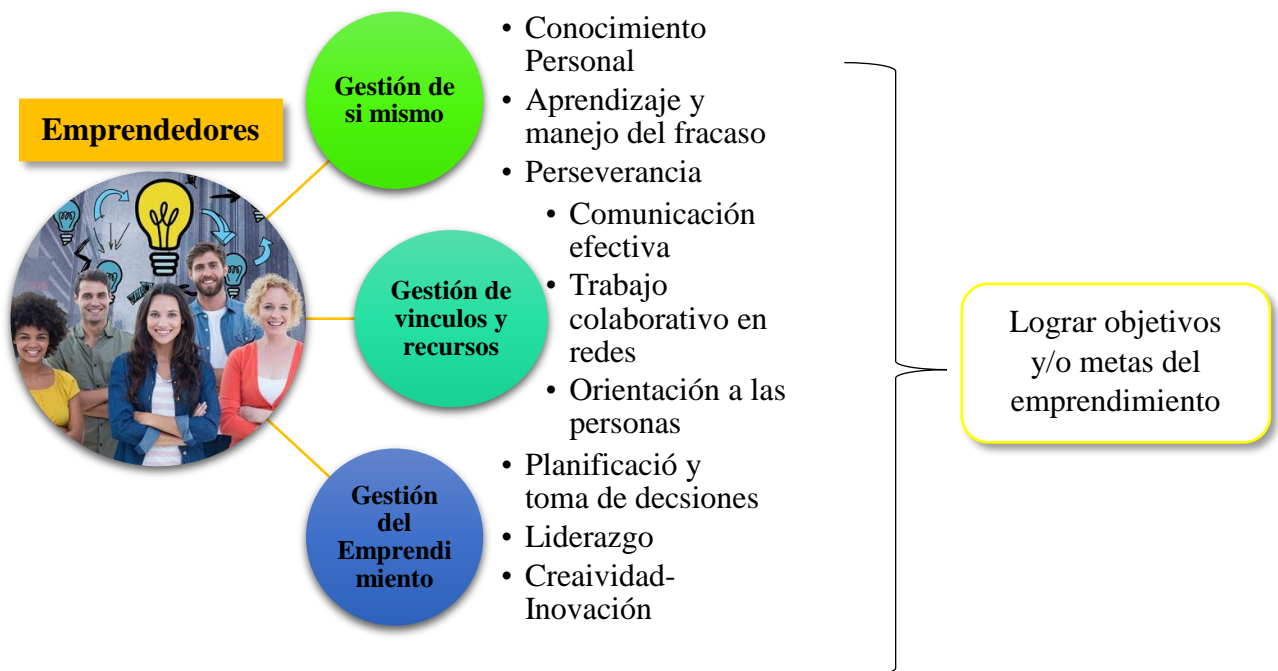 Emprendedores
Gestión de
si mismo
• Conocimiento
Personal
• Aprendizaje y
manejo del fracaso
• Perseverancia
Gestión de
vinculos y
recursos
• Comunicación
efectiva
• Trabajo
colaborativo en
redes
• Orientación a las
personas
Gestión
del
Emprendi
miento
• Planificació y
toma de decsiones
• Liderazgo
• Creaividad-
Inovación
Lograr objetivos
y/o metas del
emprendimiento